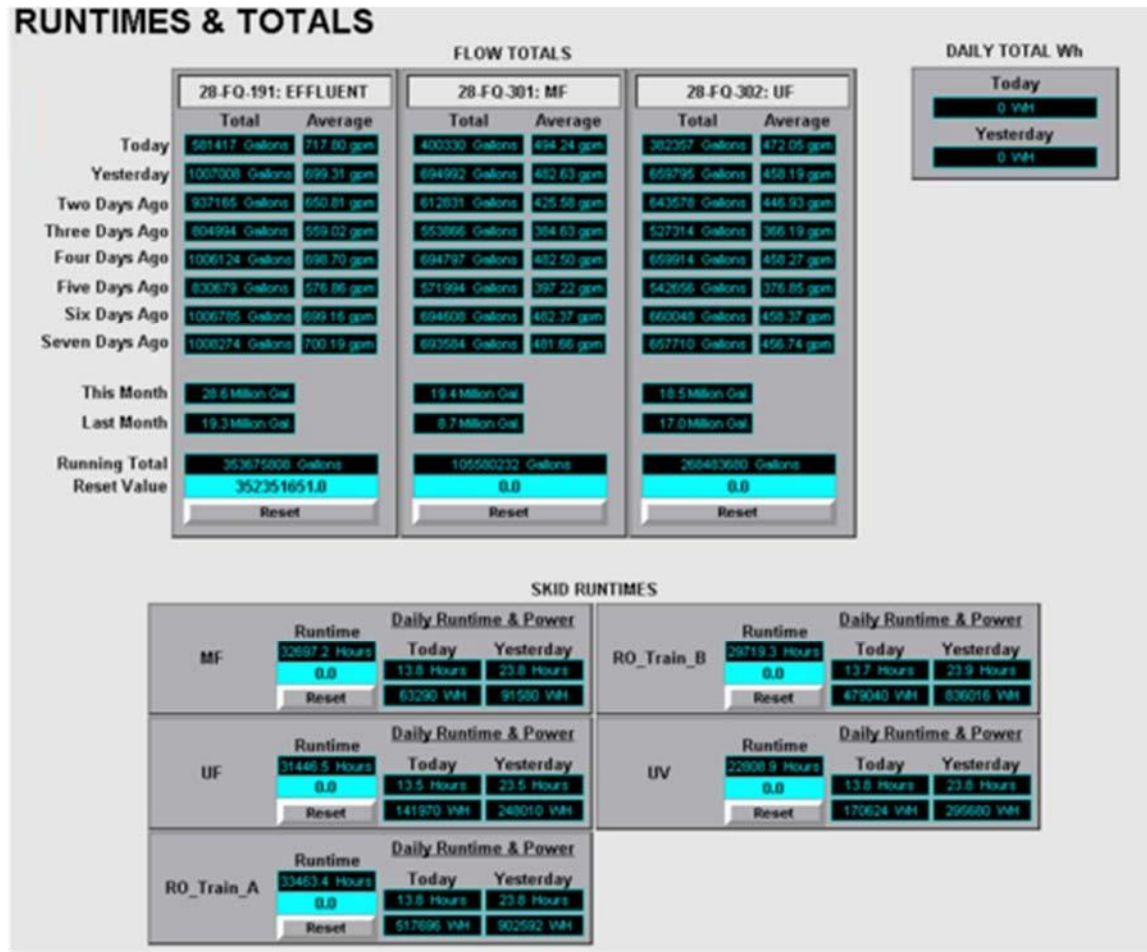 RUNTIMES & TOTALS
FLOW TOTALS
DAILY TOTAL Wh
28-FQ-191: EFFLUENT 28-FQ-301: MF 28-FQ-302: UF
Today
0 WH
Yesterday
0 WH
Total Average Total Average Total Average
Today 581417 Gallons 717.80 gpm 400330 Gallons 494.24 gpm 382357 Gallons 472.05 gpm
Yesterday 1007008 Gallons 699.31 gpm 694992 Gallons 482.63 gpm 659795 Gallons 458.19 gpm
Two Days Ago 937165 Gallons 650.81 gpm 612831 Gallons 425.58 gpm 643578 Gallons 446.93 gpm
Three Days Ago 804994 Gallons 559.02 gpm 553866 Gallons 384.63 gpm 527314 Gallons 366.19 gpm
Four Days Ago 1006124 Gallons 698.70 gpm 694797 Gallons 482.50 gpm 659914 Gallons 458.27 gpm
Five Days Ago 830679 Gallons 576.86 gpm 571994 Gallons 397.22 gpm 542656 Gallons 376.85 gpm
Six Days Ago 1006785 Gallons 699.16 gpm 694608 Gallons 482.37 gpm 660048 Gallons 458.37 gpm
Seven Days Ago 1008274 Gallons 700.19 gpm 693584 Gallons 481.66 gpm 657710 Gallons 456.74 gpm
This Month 28.6 Million Gal. 19.4 Million Gal. 18.5 Million Gal.
Last Month 19.3 Million Gal. 8.7 Million Gal. 17.0 Million Gal.
Running Total 353675808 Gallons 105580232 Gallons 268483680 Gallons
Reset Value 352351651.0 0.0 0.0
Reset Reset Reset
SKID RUNTIMES
MF
Runtime
32697.2 Hours
0.0
Reset
Daily Runtime & Power
Today Yesterday
13.8 Hours 23.8 Hours
63290 WH 91580 WH
RO_Train_B
Runtime
29719.3 Hours
0.0
Reset
Daily Runtime & Power
Today Yesterday
13.7 Hours 23.9 Hours
479040 WH 836016 WH
UF
Runtime
31446.5 Hours
0.0
Reset
Daily Runtime & Power
Today Yesterday
13.5 Hours 23.5 Hours
141970 WH 248010 WH
UV
Runtime
22808.9 Hours
0.0
Reset
Daily Runtime & Power
Today Yesterday
13.8 Hours 23.8 Hours
170624 WH 295680 WH
RO_Train_A
Runtime
33463.4 Hours
0.0
Reset
Daily Runtime & Power
Today Yesterday
13.8 Hours 23.8 Hours
517696 WH 902592 WH